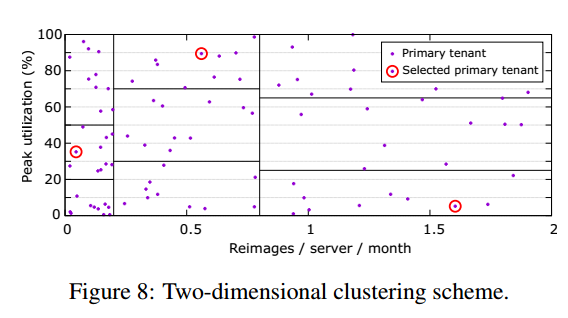 100
80
60
40
20
0
Peak utilization (%)
Primary tenant
Selected primary tenant
0
0.5
1
1.5
2
Reimages / server / month
Figure 8: Two-dimensional clustering scheme.